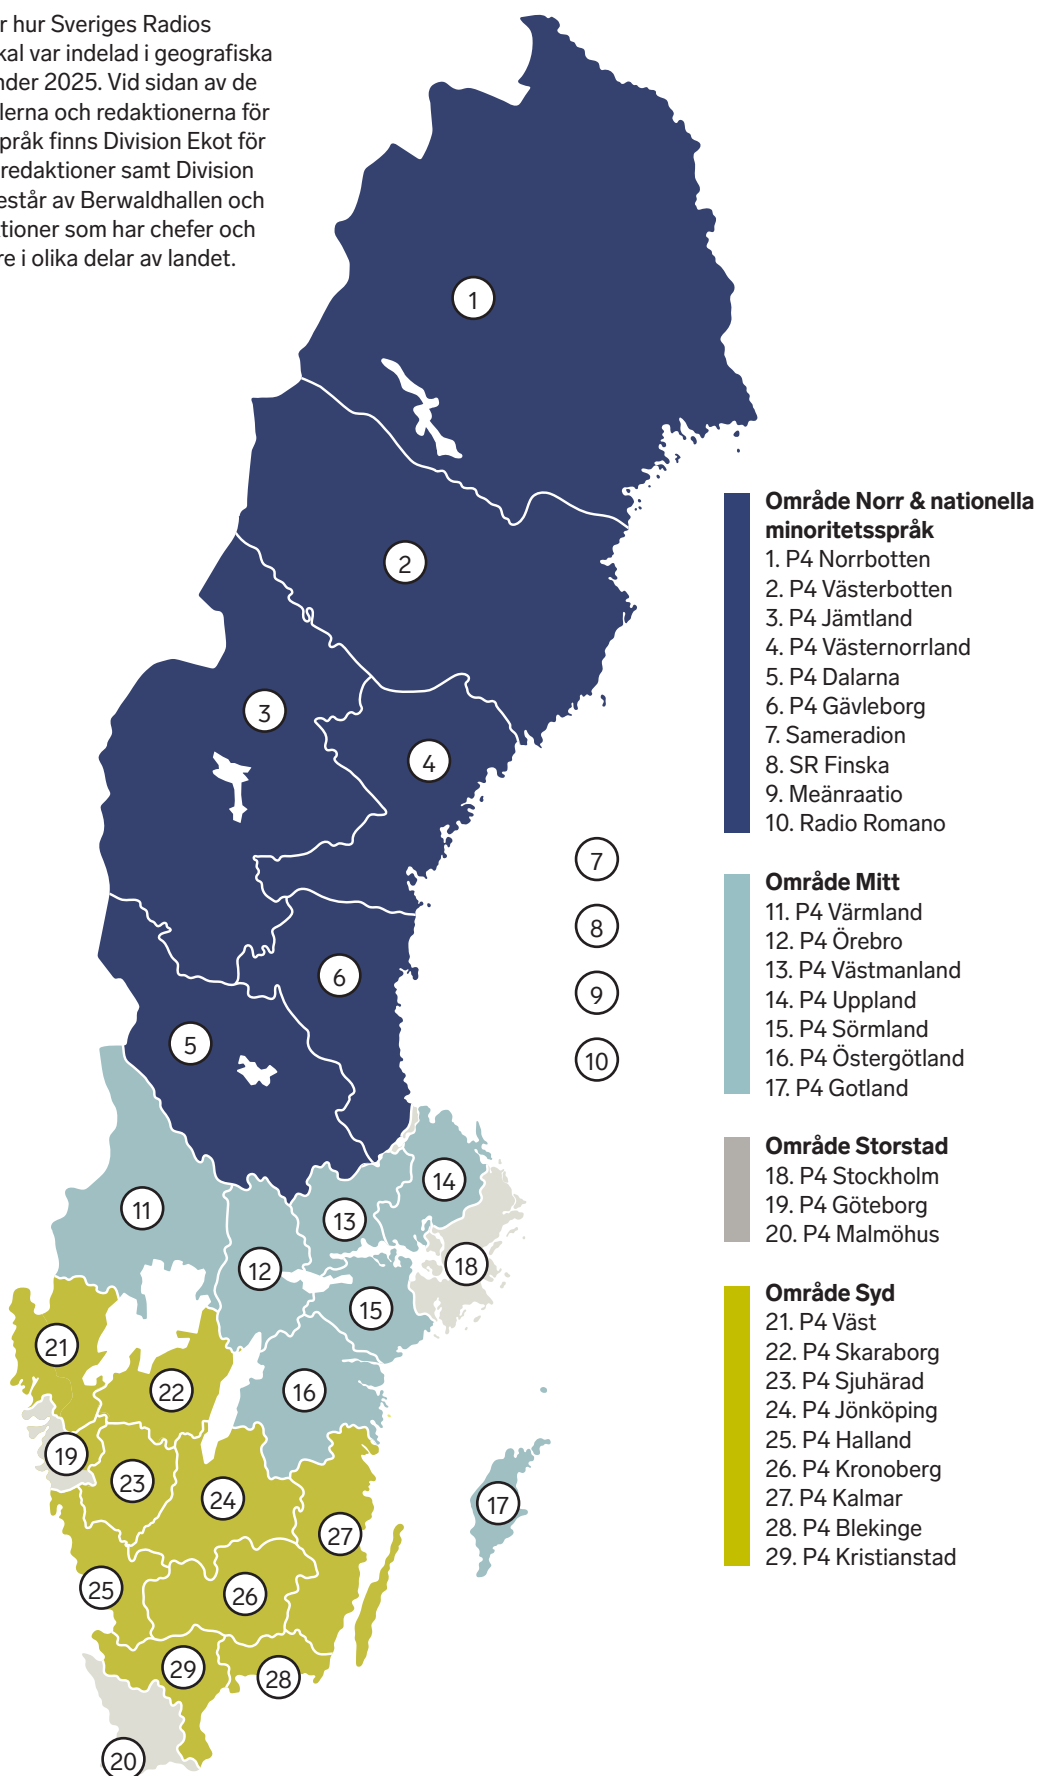 r hur Sveriges Radios
kal var indelad i geografiska
nder 2025. Vid sidan av de
lerna och redaktionerna för
pråk finns Division Ekot för
redaktioner samt Division
estår av Berwaldhallen och
tioner som har chefer och
re i olika delar av landet.
1
2
3
4
7
8
6
9
5
10
14
11
13
18
12
15
21
22
16
19
23
24
17
27
25
26
29
28
20
Område Norr & nationella
minoritetsspråk
1. P4 Norrbotten
2. P4 Västerbotten
3. P4 Jämtland
4. P4 Västernorrland
5. P4 Dalarna
6. P4 Gävleborg
7. Sameradion
8. SR Finska
9. Meänraatio
10. Radio Romano
Område Mitt
11. P4 Värmland
12. P4 Örebro
13. P4 Västmanland
14. P4 Uppland
15. P4 Sörmland
16. P4 Östergötland
17. P4 Gotland
Område Storstad
18. P4 Stockholm
19. P4 Göteborg
20. P4 Malmöhus
Område Syd
21. P4 Väst
22. P4 Skaraborg
23. P4 Sjuhärad
24. P4 Jönköping
25. P4 Halland
26. P4 Kronoberg
27. P4 Kalmar
28. P4 Blekinge
29. P4 Kristianstad